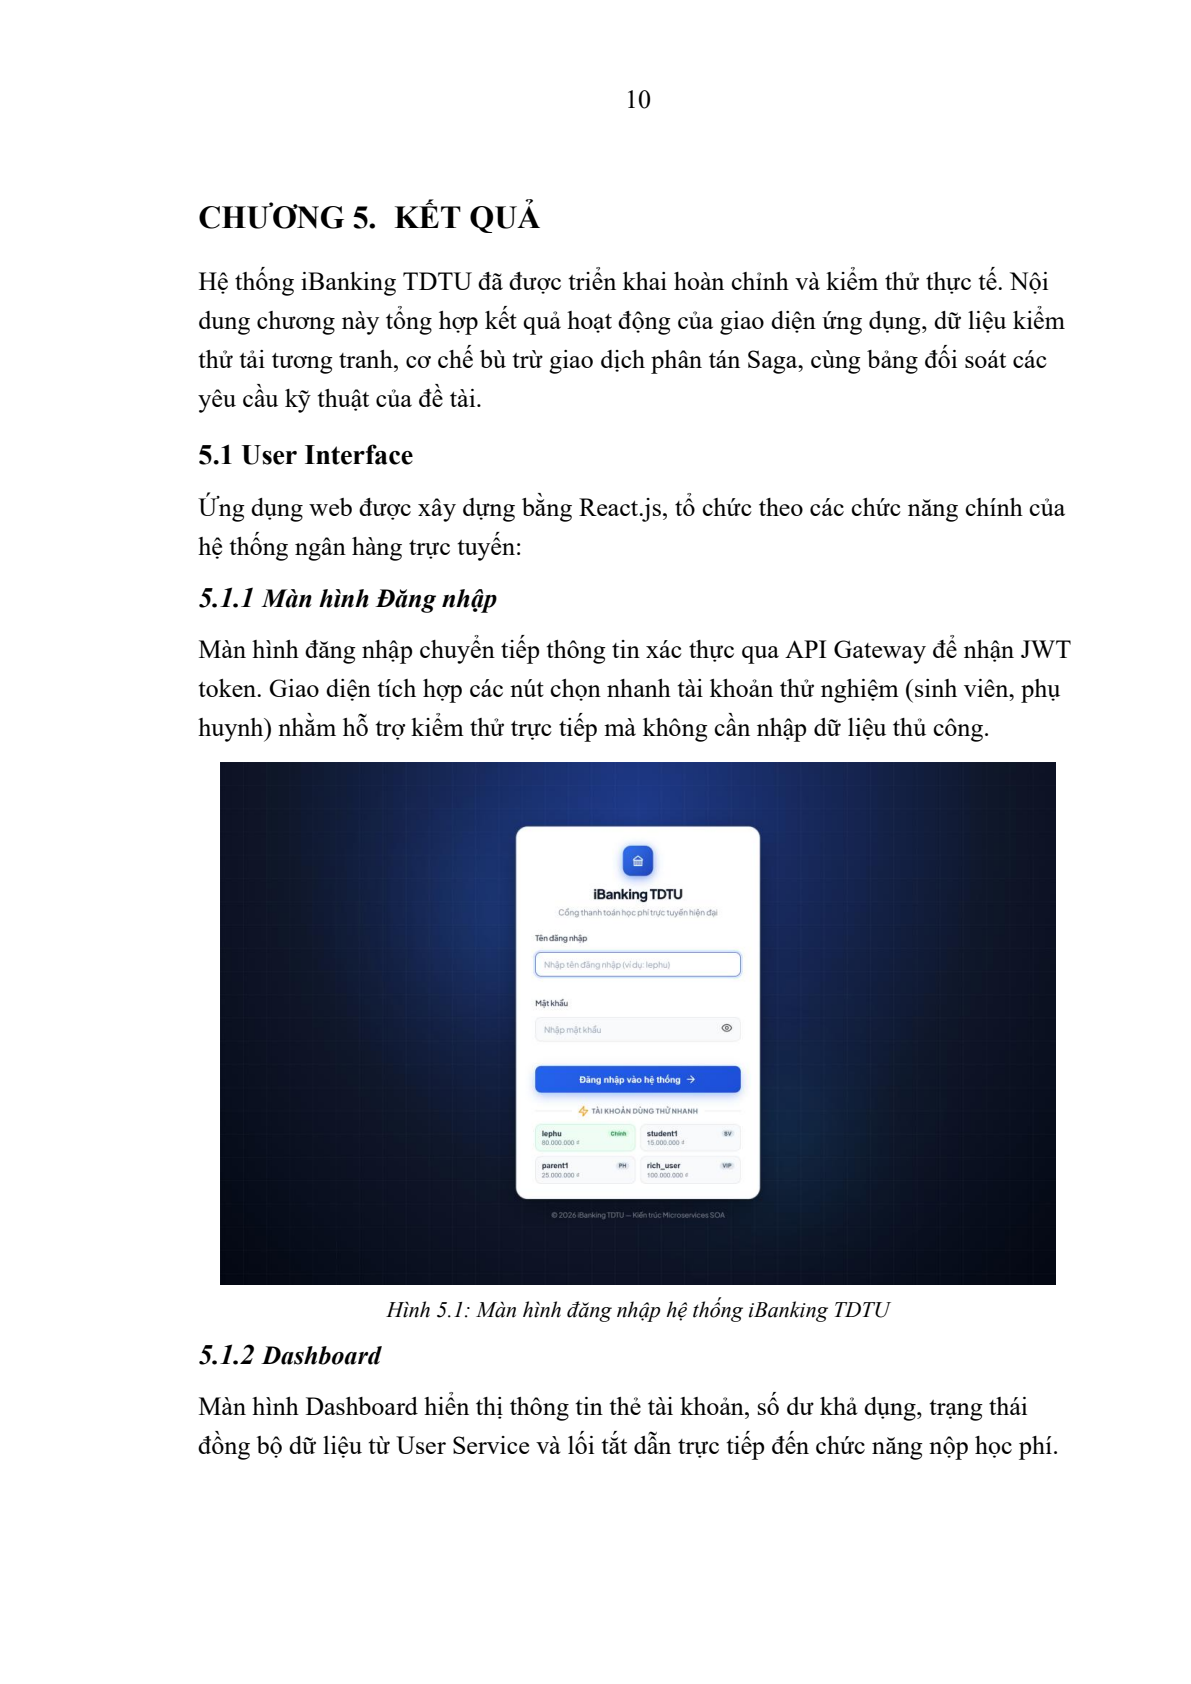 10
CHƯƠNG 5. KẾT QUẢ
Hệ thống iBanking TDTU đã được triển khai hoàn chỉnh và kiểm thử thực tế. Nội
dung chương này tổng hợp kết quả hoạt động của giao diện ứng dụng, dữ liệu kiểm
thử tải tương tranh, cơ chế bù trừ giao dịch phân tán Saga, cùng bảng đối soát các
yêu cầu kỹ thuật của đề tài.
5.1 User Interface
Ứng dụng web được xây dựng bằng React.js, tổ chức theo các chức năng chính của
hệ thống ngân hàng trực tuyến:
5.1.1 Màn hình Đăng nhập
Màn hình đăng nhập chuyển tiếp thông tin xác thực qua API Gateway để nhận JWT
token. Giao diện tích hợp các nút chọn nhanh tài khoản thử nghiệm (sinh viên, phụ
huynh) nhằm hỗ trợ kiểm thử trực tiếp mà không cần nhập dữ liệu thủ công.
iBanking TDTU
Cổng thanh toán học phí trực tuyến hiện đại
Tên đăng nhập
Nhập tên đăng nhập (ví dụ: lephu)
Mật khẩu
Nhập mật khẩu
Đăng nhập vào hệ thống →
TÀI KHOẢN DÙNG THỬ NHANH
lephu Chính student1 SV
80.000.000 ₫ 15.000.000 ₫
parent1 PH rich_user VIP
25.000.000 ₫ 100.000.000 ₫
© 2026 iBanking TDTU — Kiến trúc Microservices SOA
Hình 5.1: Màn hình đăng nhập hệ thống iBanking TDTU
5.1.2 Dashboard
Màn hình Dashboard hiển thị thông tin thẻ tài khoản, số dư khả dụng, trạng thái
đồng bộ dữ liệu từ User Service và lối tắt dẫn trực tiếp đến chức năng nộp học phí.